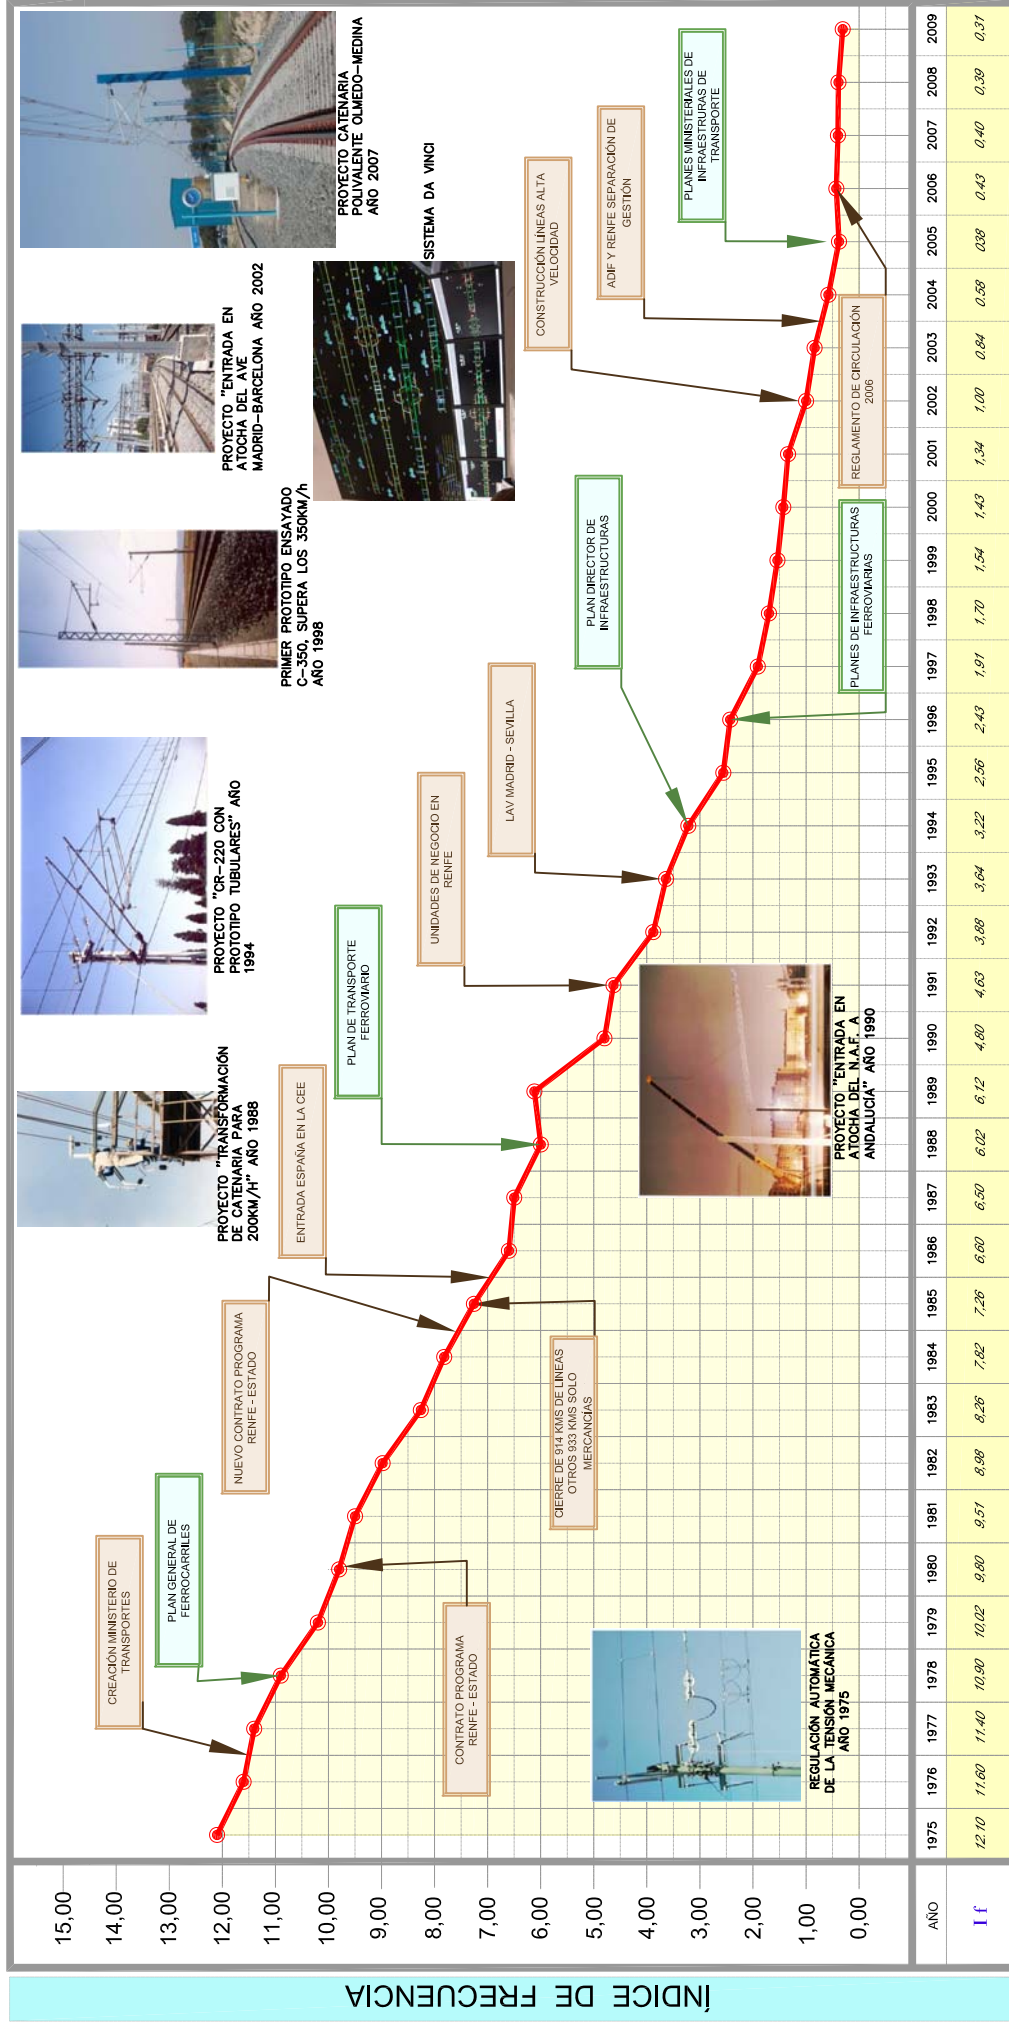 ÍNDICE DE FRECUENCIA
15,00
14,00
13,00
12,00
11,00
10,00
9,00
8,00
7,00
6,00
5,00
4,00
3,00
2,00
1,00
0,00
CREACIÓN MINISTERIO DE
TRANSPORTES
PLAN GENERAL DE
FERROCARRILES
CONTRATO PROGRAMA
RENFE - ESTADO
NUEVO CONTRATO PROGRAMA
RENFE - ESTADO
CIERRE DE 914 KMS DE LINEAS
OTROS 933 KMS SOLO
MERCANCÍAS
ENTRADA ESPAÑA EN LA CEE
PLAN DE TRANSPORTE
FERROVIARIO
UNIDADES DE NEGOCIO EN
RENFE
LAV MADRID - SEVILLA
PLAN DIRECTOR DE
INFRAESTRUCTURAS
PLANES DE INFRAESTRUCTURAS
FERROVIARIAS
CONSTRUCCIÓN LÍNEAS ALTA
VELOCIDAD
ADIF Y RENFE SEPARACIÓN DE
GESTIÓN
REGLAMENTO DE CIRCULACIÓN
2006
PLANES MINISTERIALES DE
INFRAESTRURAS DE
TRANSPORTE
REGULACIÓN AUTOMÁTICA
DE LA TENSIÓN MECÁNICA
AÑO 1975
PROYECTO "TRANSFORMACIÓN
DE CATENARIA PARA
200KM/H" AÑO 1988
PROYECTO "ENTRADA EN
ATOCHA DEL N.A.F. A
ANDALUCÍA" AÑO 1990
PROYECTO "CR-220 CON
PROTOTIPO TUBULARES" AÑO
1994
PRIMER PROTOTIPO ENSAYADO
C-350, SUPERA LOS 350KM/h
AÑO 1998
PROYECTO "ENTRADA EN
ATOCHA DEL AVE
MADRID-BARCELONA AÑO 2002
SISTEMA DA VINCI
PROYECTO CATENARIA
POLIVALENTE OLMEDO-MEDINA
AÑO 2007
AÑO 1975 1976 1977 1978 1979 1980 1981 1982 1983 1984 1985 1986 1987 1988 1989 1990 1991 1992 1993 1994 1995 1996 1997 1998 1999 2000 2001 2002 2003 2004 2005 2006 2007 2008 2009
If 12.10 11.60 11.40 10,90 10,02 9,80 9,51 8,98 8,26 7,82 7,26 6,60 6,50 6.02 6,12 4,80 4,63 3,88 3,64 3,22 2,56 2,43 1,91 1,70 1,54 1,43 1,34 1,00 0.84 0.58 038 0.43 0,40 0,39 0,31